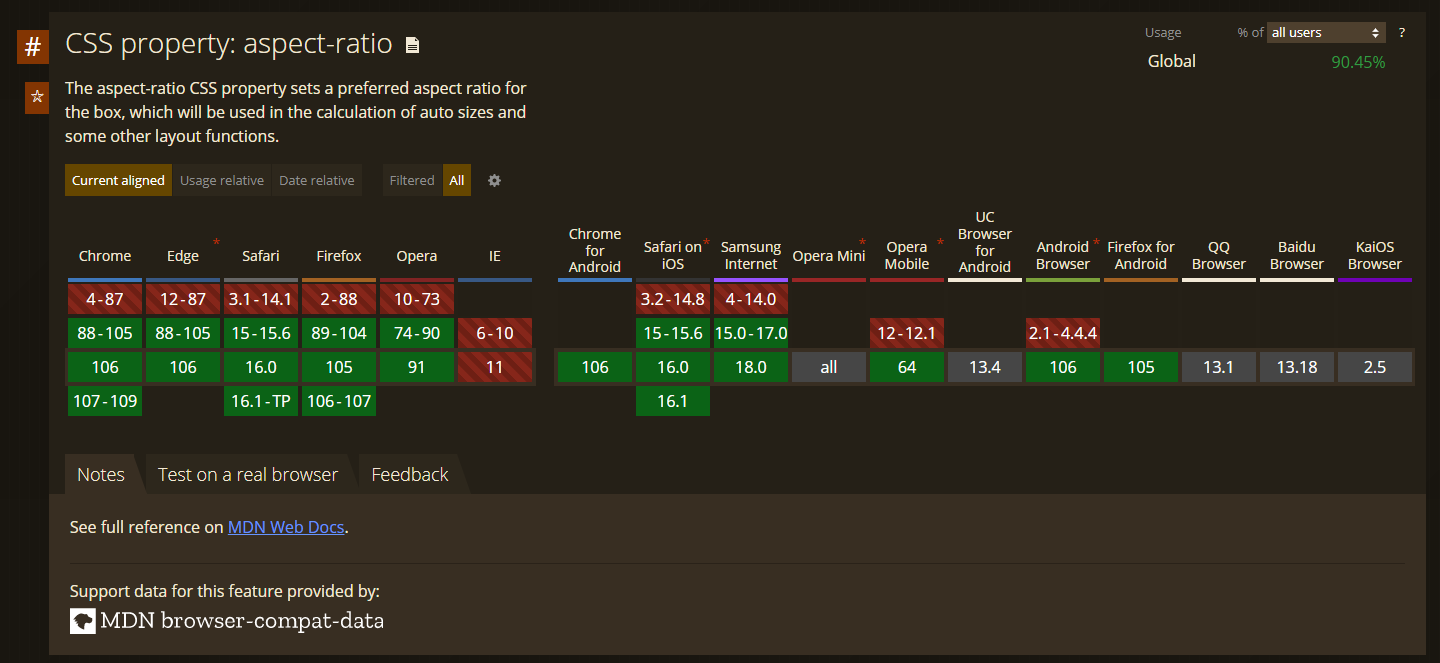 #
CSS property: aspect-ratio
Usage % of all users ?
Global 90.45%
☆
The aspect-ratio CSS property sets a preferred aspect ratio for
the box, which will be used in the calculation of auto sizes and
some other layout functions.
Current aligned Usage relative Date relative Filtered All
Chrome Edge * Safari Firefox Opera IE
Chrome for Android Safari on iOS * Samsung Internet Opera Mini * Opera Mobile * UC Browser for Android Android Browser * Firefox for Android QQ Browser Baidu Browser KaiOS Browser
4-87 12-87 3.1-14.1 2-88 10-73 3.2-14.8 4-14.0
88-105 88-105 15-15.6 89-104 74-90 6-10 15-15.6 15.0-17.0 12-12.1 2.1-4.4.4
106 106 16.0 105 91 11 106 16.0 18.0 all 64 13.4 106 105 13.1 13.18 2.5
107-109 16.1-TP 106-107 16.1
Notes Test on a real browser Feedback
See full reference on MDN Web Docs.
Support data for this feature provided by:
MDN browser-compat-data